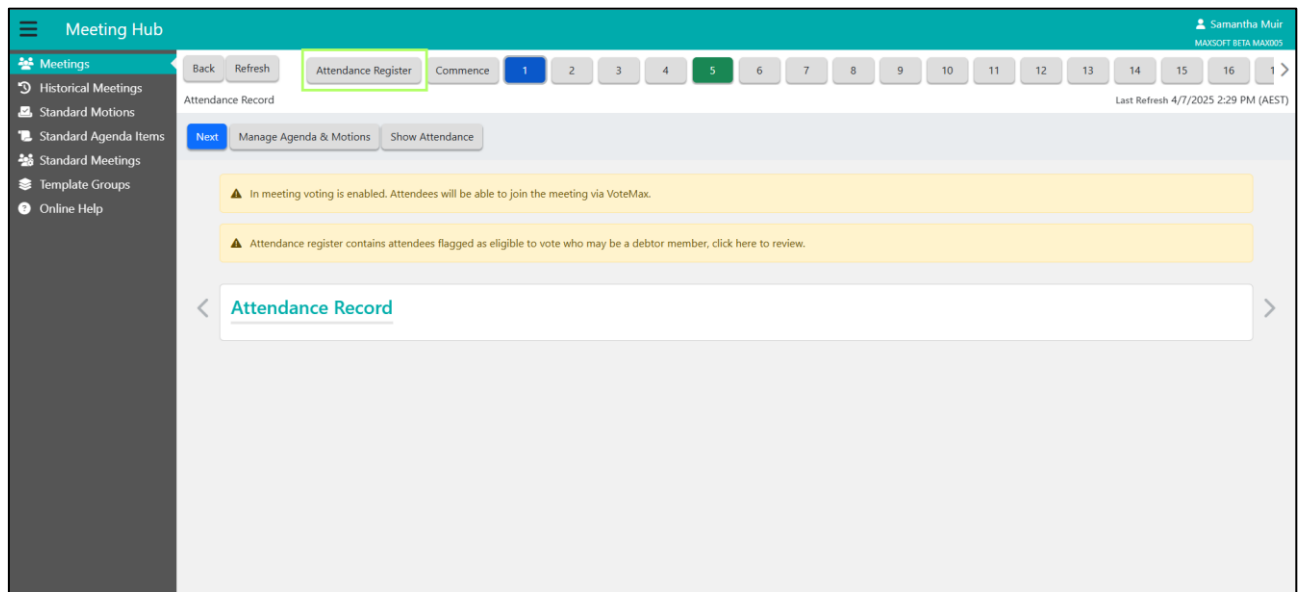 Meeting Hub
Samantha Muir
MAXSOFT BETA MAX005
Meetings
Historical Meetings
Standard Motions
Standard Agenda Items
Standard Meetings
Template Groups
Online Help
Back Refresh Attendance Register Commence 1 2 3 4 5 6 7 8 9 10 11 12 13 14 15 16
Attendance Record
Last Refresh 4/7/2025 2:29 PM (AEST)
Next Manage Agenda & Motions Show Attendance
In meeting voting is enabled. Attendees will be able to join the meeting via VoteMax.
Attendance register contains attendees flagged as eligible to vote who may be a debtor member, click here to review.
Attendance Record